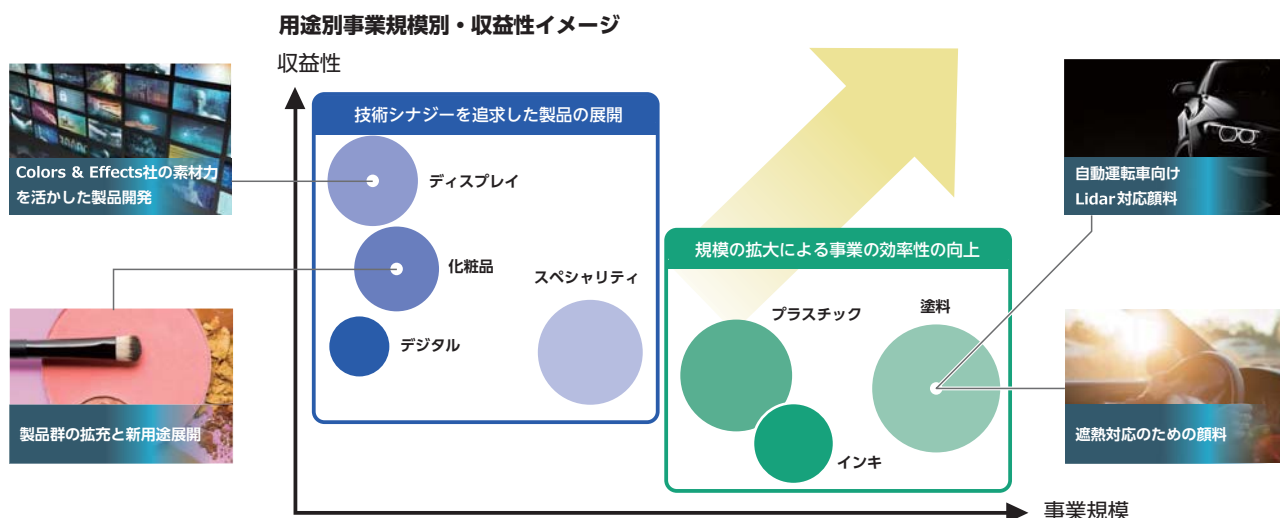 用途別事業規模別・収益性イメージ
収益性
技術シナジーを追求した製品の展開
Colors & Effects社の素材力
を活かした製品開発
ディスプレイ
化粧品
デジタル
スペシャリティ
製品群の拡充と新用途展開
規模の拡大による事業の効率性の向上
プラスチック
塗料
インキ
自動運転車向け
Lidar対応顔料
遮熱対応のための顔料
事業規模